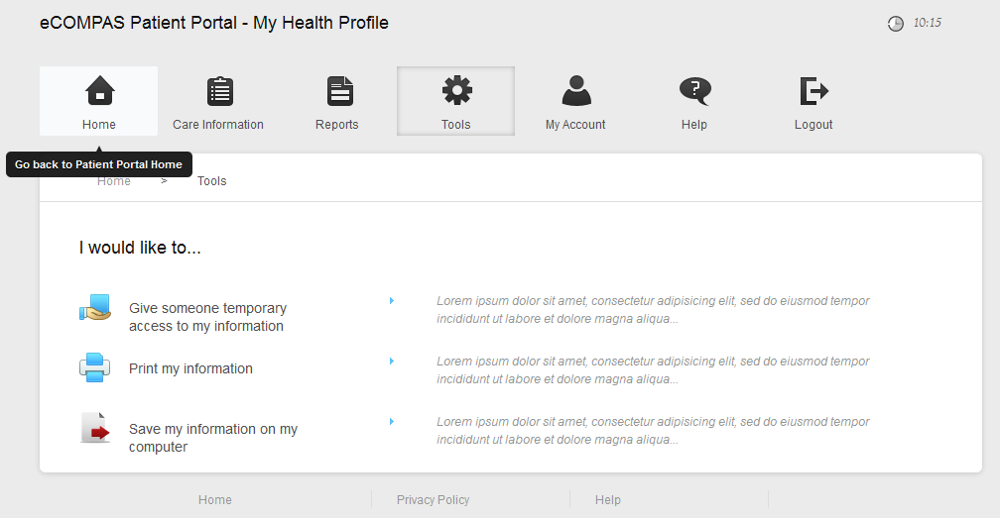 eCOMPAS Patient Portal - My Health Profile
10:15
Home
Care Information
Reports
Tools
My Account
Help
Logout
Go back to Patient Portal Home
Home > Tools
I would like to...
Give someone temporary
access to my information
Lorem ipsum dolor sit amet, consectetur adipisicing elit, sed do eiusmod tempor
incididunt ut labore et dolore magna aliqua...
Print my information
Lorem ipsum dolor sit amet, consectetur adipisicing elit, sed do eiusmod tempor
incididunt ut labore et dolore magna aliqua...
Save my information on my
computer
Lorem ipsum dolor sit amet, consectetur adipisicing elit, sed do eiusmod tempor
incididunt ut labore et dolore magna aliqua...
Home
Privacy Policy
Help